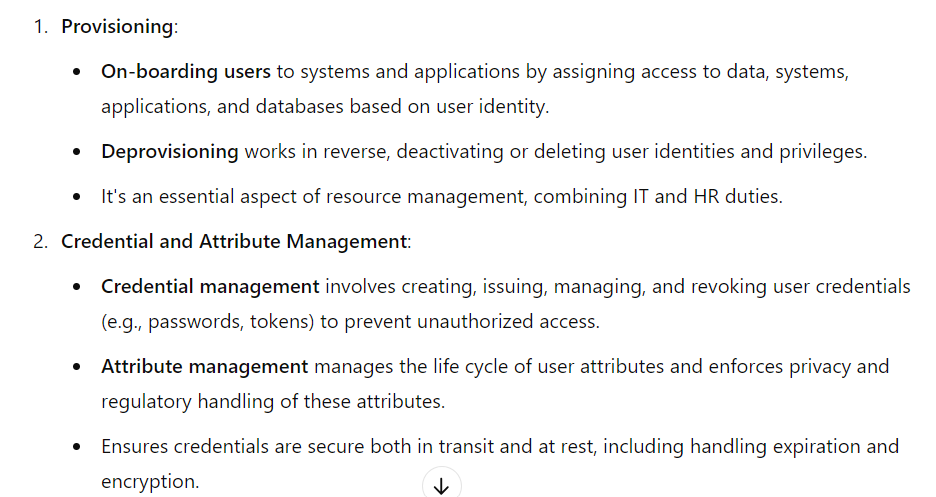 1. Provisioning:
• On-boarding users to systems and applications by assigning access to data, systems,
applications, and databases based on user identity.
• Deprovisioning works in reverse, deactivating or deleting user identities and privileges.
• It's an essential aspect of resource management, combining IT and HR duties.
2. Credential and Attribute Management:
• Credential management involves creating, issuing, managing, and revoking user credentials
(e.g., passwords, tokens) to prevent unauthorized access.
• Attribute management manages the life cycle of user attributes and enforces privacy and
regulatory handling of these attributes.
• Ensures credentials are secure both in transit and at rest, including handling expiration and
encryption.